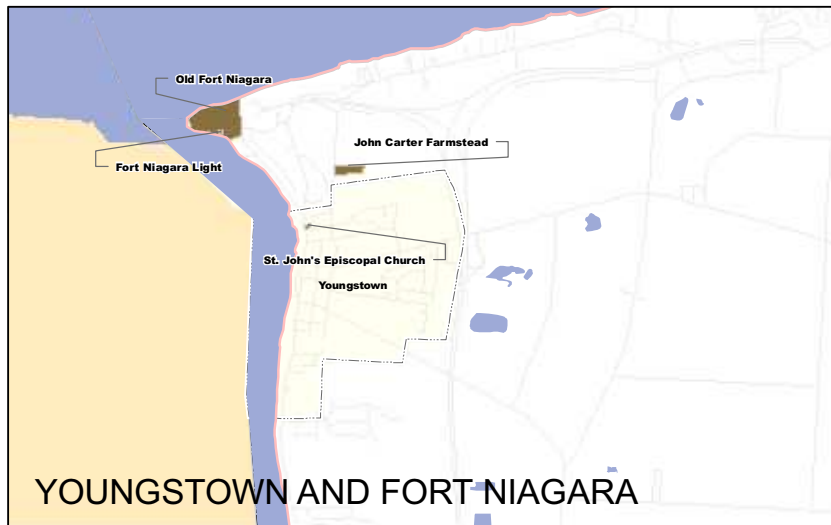 Old Fort Niagara
John Carter Farmstead
Fort Niagara Light
St. John's Episcopal Church
Youngstown
YOUNGSTOWN AND FORT NIAGARA